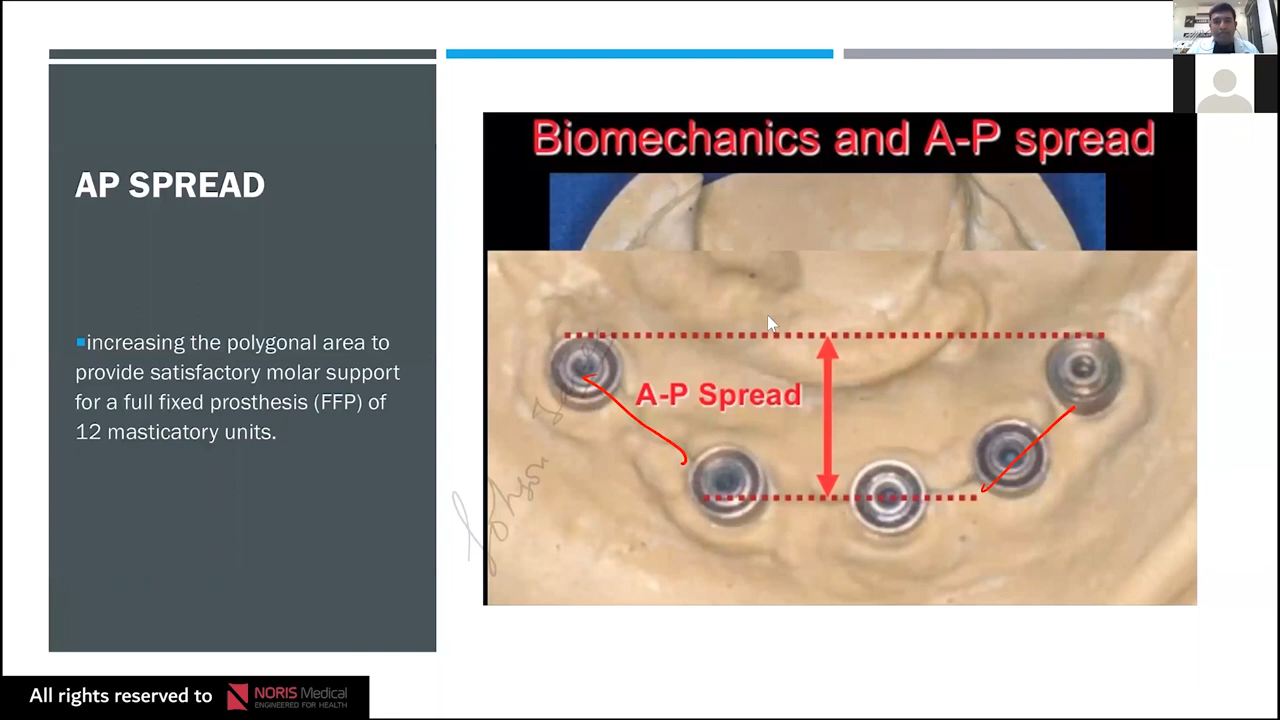 AP SPREAD
increasing the polygonal area to
provide satisfactory molar support
for a full fixed prosthesis (FFP) of
12 masticatory units.
Biomechanics and A-P spread
A-P Spread
Johson
All rights reserved to
NORIS Medical
ENGINEERED FOR HEALTH